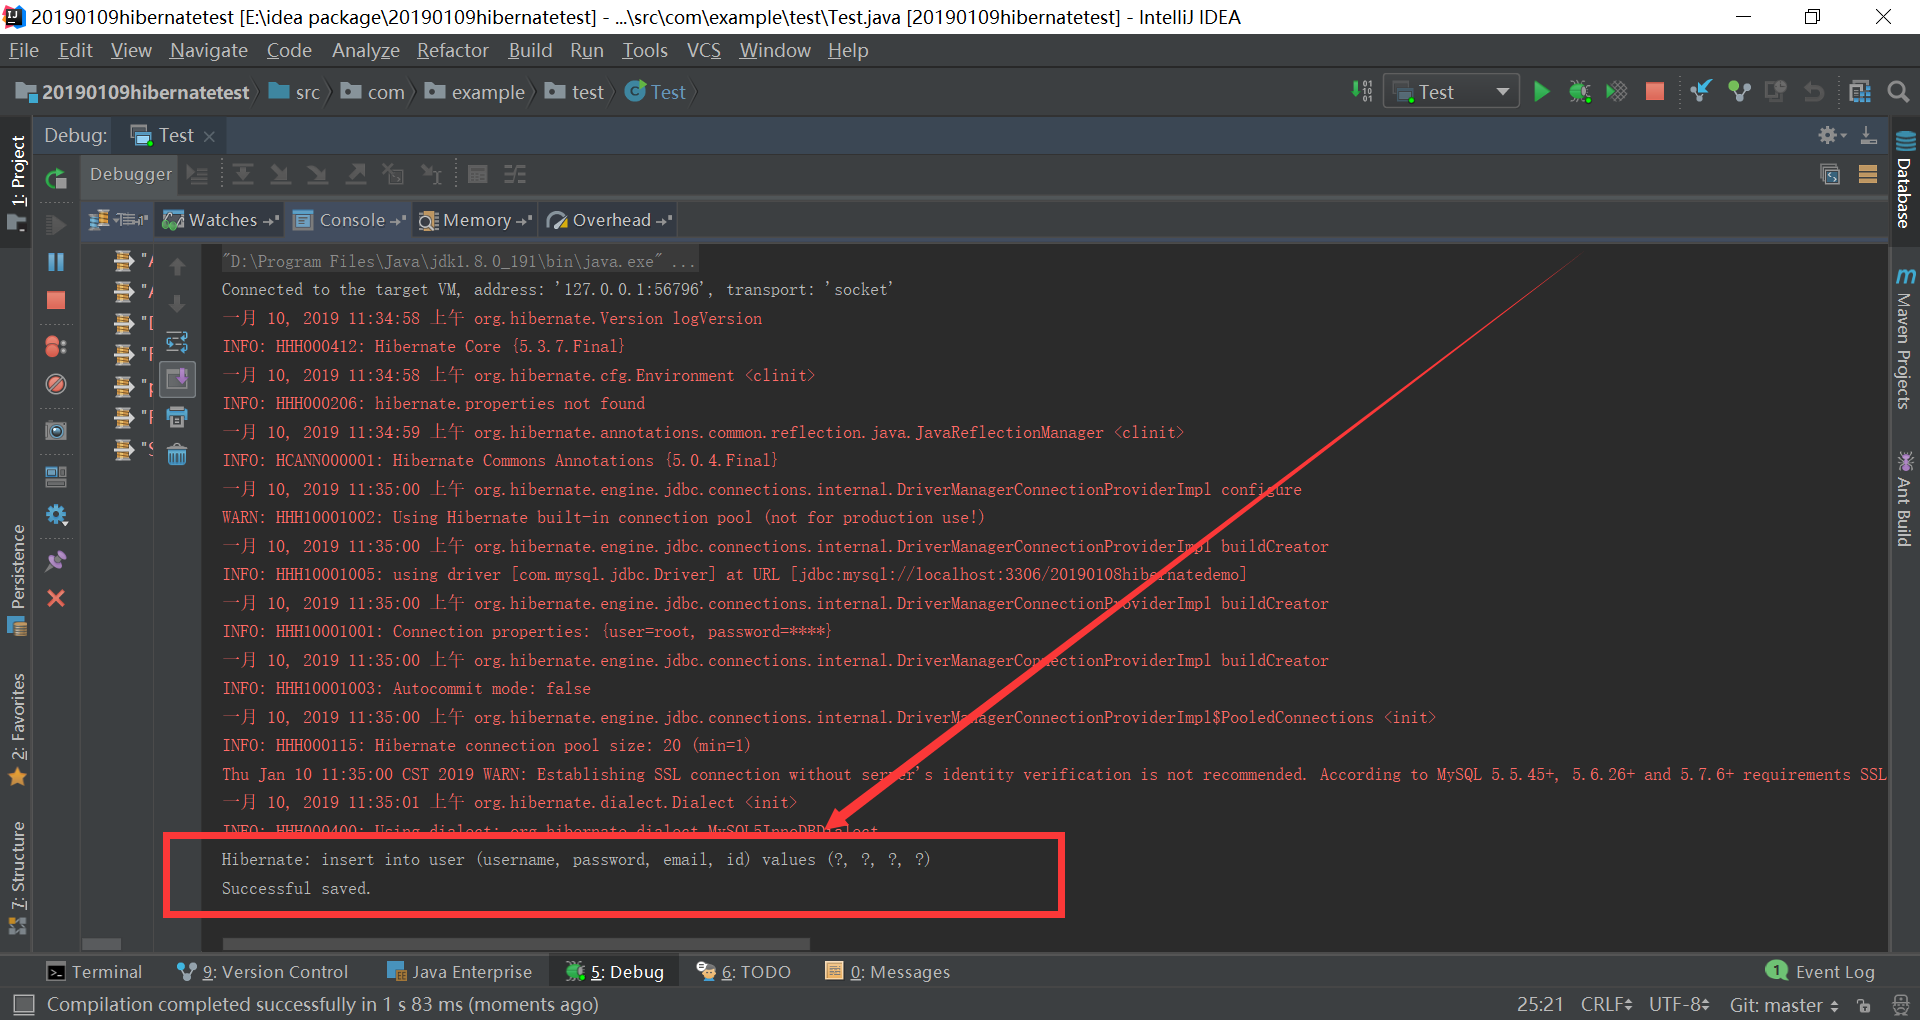 20190109hibernatetest [E:\idea package\20190109hibernatetest] - ...\src\com\example\test\Test.java [20190109hibernatetest] - IntelliJ IDEA
File Edit View Navigate Code Analyze Refactor Build Run Tools VCS Window Help
20190109hibernatetest src com example test Test
Test
Debug: Test
Debugger
Watches Console Memory Overhead
"D:\Program Files\Java\jdk1.8.0_191\bin\java.exe" ...
Connected to the target VM, address: '127.0.0.1:56796', transport: 'socket'
一月 10, 2019 11:34:58 上午 org.hibernate.Version logVersion
INFO: HHH000412: Hibernate Core {5.3.7.Final}
一月 10, 2019 11:34:58 上午 org.hibernate.cfg.Environment <clinit>
INFO: HHH000206: hibernate.properties not found
一月 10, 2019 11:34:59 上午 org.hibernate.annotations.common.reflection.java.JavaReflectionManager <clinit>
INFO: HCANN000001: Hibernate Commons Annotations {5.0.4.Final}
一月 10, 2019 11:35:00 上午 org.hibernate.engine.jdbc.connections.internal.DriverManagerConnectionProviderImpl configure
WARN: HHH10001002: Using Hibernate built-in connection pool (not for production use!)
一月 10, 2019 11:35:00 上午 org.hibernate.engine.jdbc.connections.internal.DriverManagerConnectionProviderImpl buildCreator
INFO: HHH10001005: using driver [com.mysql.jdbc.Driver] at URL [jdbc:mysql://localhost:3306/20190108hibernatedemo]
一月 10, 2019 11:35:00 上午 org.hibernate.engine.jdbc.connections.internal.DriverManagerConnectionProviderImpl buildCreator
INFO: HHH10001001: Connection properties: {user=root, password=****}
一月 10, 2019 11:35:00 上午 org.hibernate.engine.jdbc.connections.internal.DriverManagerConnectionProviderImpl buildCreator
INFO: HHH10001003: Autocommit mode: false
一月 10, 2019 11:35:00 上午 org.hibernate.engine.jdbc.connections.internal.DriverManagerConnectionProviderImpl$PooledConnections <init>
INFO: HHH000115: Hibernate connection pool size: 20 (min=1)
Thu Jan 10 11:35:00 CST 2019 WARN: Establishing SSL connection without server's identity verification is not recommended. According to MySQL 5.5.45+, 5.6.26+ and 5.7.6+ requirements SSL
一月 10, 2019 11:35:01 上午 org.hibernate.dialect.Dialect <init>
INFO: HHH000400: Using dialect: org.hibernate.dialect.MySQL5InnoDBDialect
Hibernate: insert into user (username, password, email, id) values (?, ?, ?, ?)
Successful saved.
1: Project
Persistence
2: Favorites
7: Structure
Database
Maven Projects
Ant Build
Terminal 9: Version Control Java Enterprise 5: Debug 6: TODO 0: Messages 1 Event Log
Compilation completed successfully in 1 s 83 ms (moments ago) 25:21 CRLF UTF-8 Git: master